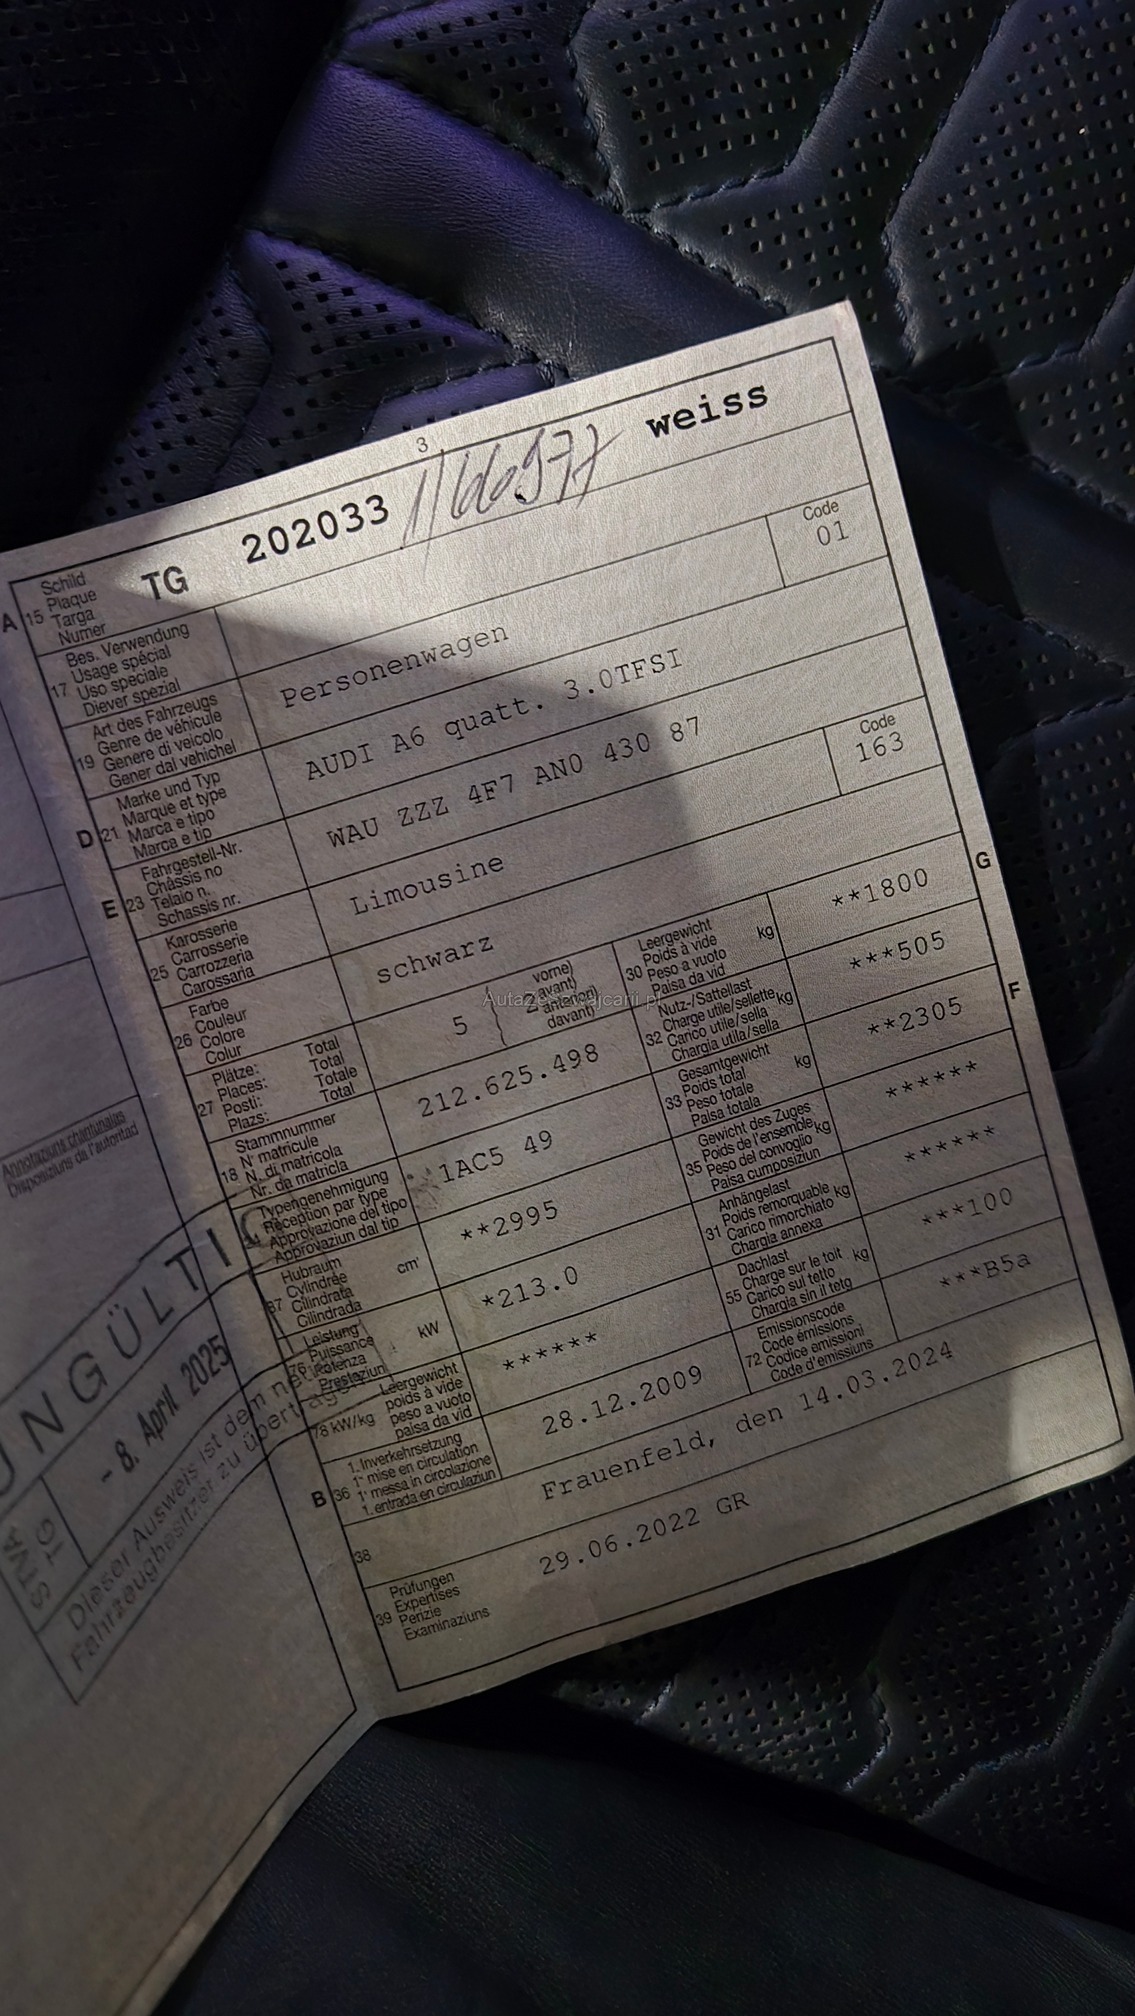 3
A 15 Schild
Plaque
Targa
Numer
TG 202033
weiss
17 Bes. Verwendung
Usage spécial
Uso speciale
Diever spezial
19 Art des Fahrzeugs
Genre de véhicule
Genere di veicolo
Gener dal vehichel
Personenwagen
Code
01
D 21 Marke und Typ
Marque et type
Marca e tipo
Marca e tip
AUDI A6 quatt. 3.0TFSI
E 23 Fahrgestell-Nr.
Châssis no
Telaio n.
Schassis nr.
WAU ZZZ 4F7 AN0 430 87
25 Karosserie
Carrosserie
Carrozzeria
Carossaria
Limousine
Code
163
26 Farbe
Couleur
Colore
Colur
schwarz
27 Plätze: Total
Places: Total
Posti: Totale
Plazs: Total
5
2 vorne)
avant)
anteriori)
davant)
18 Stammnummer
N° matricule
N. di matricola
Nr. da matricla
212.625.498
24 Typengenehmigung
Réception par type
Approvazione del tipo
Approvaziun dal tip
1AC5 49
37 Hubraum
Cylindrée
Cilindrata
Cilindrada
cm³
**2995
76 Leistung
Puissance
Potenza
Prestaziun
kW
*213.0
78 kW/kg Leergewicht
poids à vide
peso a vuoto
paisa da vid
******
B 36 1. Inverkehrsetzung
1re mise en circulation
1a messa in circolazione
1. entrada en circulaziun
28.12.2009
G
30 Leergewicht
Poids à vide
Peso a vuoto
Paisa da vid
kg
**1800
32 Nutz-/Sattellast
Charge utile/sellette
Carico utile/sella
Chargia utila/sella
kg
***505
F
33 Gesamtgewicht
Poids total
Peso totale
Paisa totala
kg
**2305
35 Gewicht des Zuges
Poids de l'ensemble
Peso del convoglio
Paisa cumposiziun
kg
******
31 Anhängelast
Poids remorquable
Carico rimorchiato
Chargia annexa
kg
******
55 Dachlast
Charge sur le toit
Carico sul tetto
Chargia sin il tetg
kg
***100
72 Emissionscode
Code émissions
Codice emissioni
Code d'emissiuns
***B5a
38
Frauenfeld, den 14.03.2024
39 Prüfungen
Expertises
Perizie
Examinaziuns
29.06.2022 GR
Annotaziuns chantunalas
Disposiziuns da l'autoritad
UNGÜLTIG
- 8. April 2025
STVA
TG
Dieser Ausweis ist dem neuen
Fahrzeugbesitzer zu übertragen
AutaZeSzwajcarii.pl